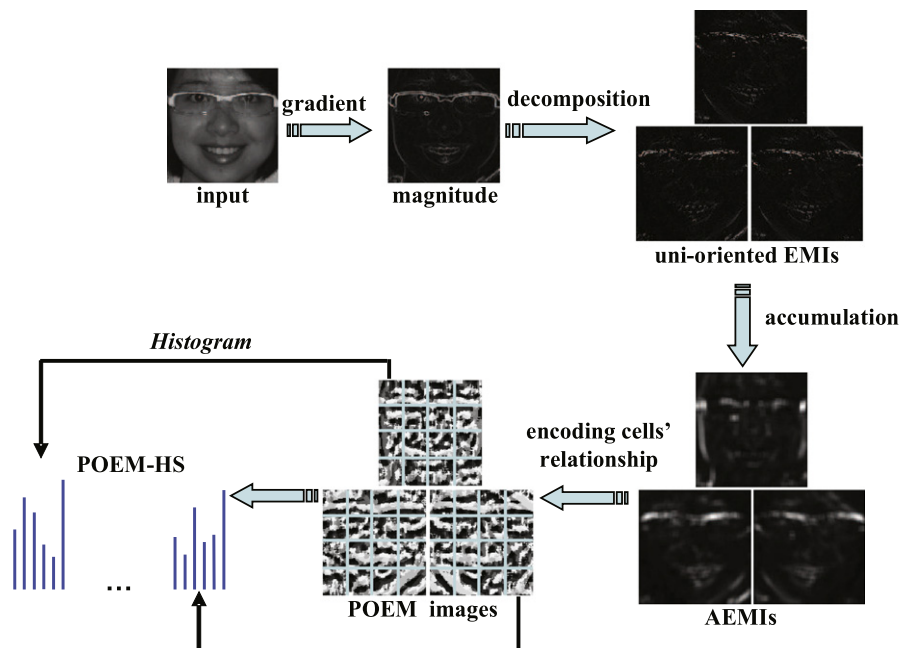 gradient
decomposition
input
magnitude
uni-oriented EMIs
accumulation
Histogram
encoding cells'
relationship
POEM-HS
...
POEM images
AEMIs